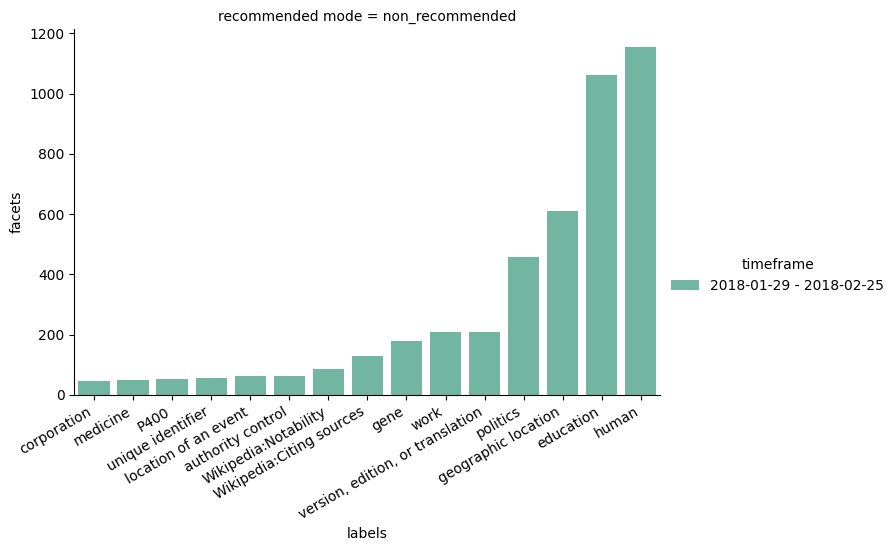 recommended mode = non_recommended
1200
1000
800
600
400
200
0
facets
corporation
medicine
P400
unique identifier
location of an event
authority control
Wikipedia:Notability
Wikipedia:Citing sources
gene
work
version, edition, or translation
politics
geographic location
education
human
labels
timeframe
2018-01-29 - 2018-02-25